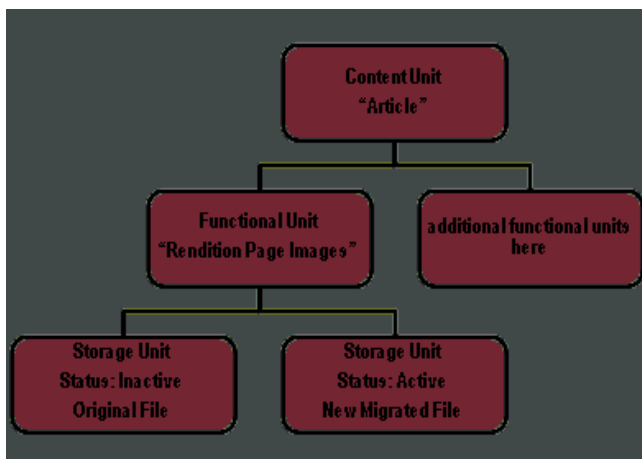 Content Unit
“Article”
Functional Unit
“Rendition Page Images”
additional functional units
here
Storage Unit
Status: Inactive
Original File
Storage Unit
Status: Active
New Migrated File